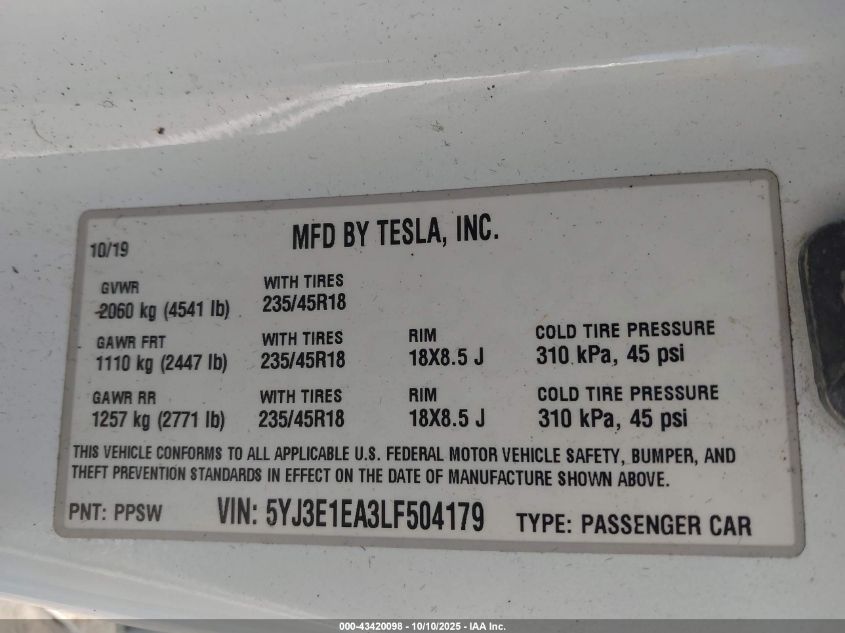 10/19
MFD BY TESLA, INC.
GVWR WITH TIRES
2060 kg (4541 lb) 235/45R18
GAWR FRT WITH TIRES RIM COLD TIRE PRESSURE
1110 kg (2447 lb) 235/45R18 18X8.5 J 310 kPa, 45 psi
GAWR RR WITH TIRES RIM COLD TIRE PRESSURE
1257 kg (2771 lb) 235/45R18 18X8.5 J 310 kPa, 45 psi
THIS VEHICLE CONFORMS TO ALL APPLICABLE U.S. FEDERAL MOTOR VEHICLE SAFETY, BUMPER, AND
THEFT PREVENTION STANDARDS IN EFFECT ON THE DATE OF MANUFACTURE SHOWN ABOVE.
PNT: PPSW VIN: 5YJ3E1EA3LF504179 TYPE: PASSENGER CAR
000-43420098 - 10/10/2025 - IAA Inc.